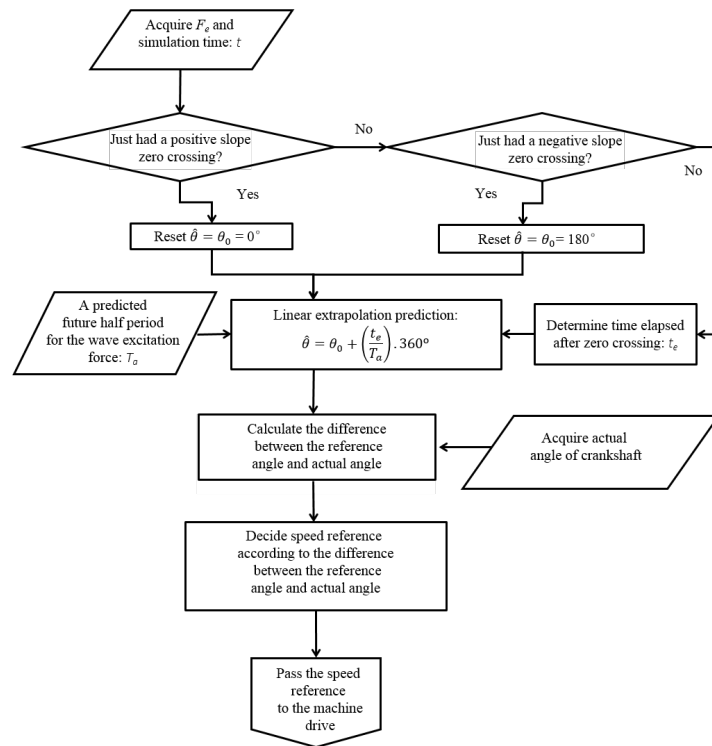 Acquire 𝐹ₑ and
simulation time: 𝑡
Just had a positive slope
zero crossing?
No
Just had a negative slope
zero crossing?
No
Yes
Yes
Reset θ̂ = θ₀ = 0°
Reset θ̂ = θ₀= 180°
A predicted
future half period
for the wave excitation
force: 𝑇ₐ
Linear extrapolation prediction:
θ̂ = θ₀ + (tₑ/Tₐ) .360º
Determine time elapsed
after zero crossing: 𝑡ₑ
Calculate the difference
between the reference
angle and actual angle
Acquire actual
angle of crankshaft
Decide speed reference
according to the difference
between the reference
angle and actual angle
Pass the speed
reference
to the machine
drive